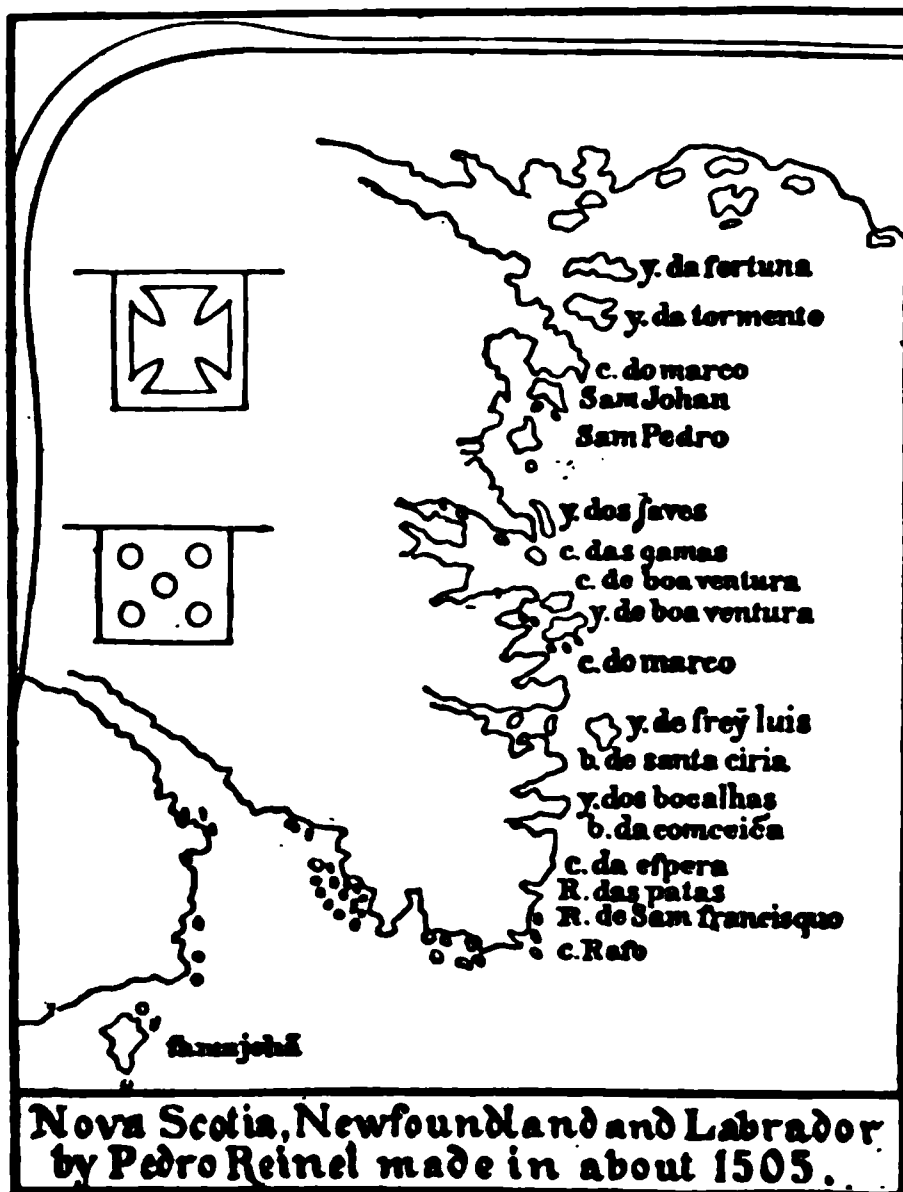 y. da fortuna
y. da tormento
c. do marco
Sam Johan
Sam Pedro
y. dos ſaves
c. das gamas
c. de boa ventura
y. de boa ventura
c. do marco
y. de freÿ luis
b. de santa ciria
y. dos bocalhas
b. da comceiča
c. da eſpera
R. das patas
R. de Sam francisquo
c. Raſo
Nova Scotia, Newfoundland and Labrador
by Pedro Reinel made in about 1505.